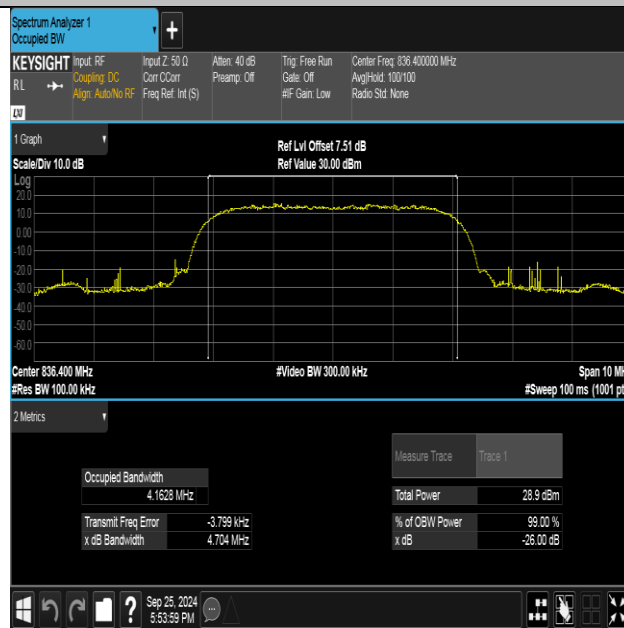 Spectrum Analyzer 1
Occupied BW
+
KEYSIGHT
RL
LXI
Input: RF
Coupling: DC
Align: Auto/No RF
Input Z: 50 Ω
Corr CCorr
Freq Ref: Int (S)
Atten: 40 dB
Preamp: Off
Trig: Free Run
Gate: Off
#IF Gain: Low
Center Freq: 836.400000 MHz
Avg|Hold: 100/100
Radio Std: None
1 Graph
Scale/Div 10.0 dB
Ref Lvl Offset 7.51 dB
Ref Value 30.00 dBm
Log
20.0
10.0
0.00
-10.0
-20.0
-30.0
-40.0
-50.0
-60.0
Center 836.400 MHz
#Res BW 100.00 kHz
#Video BW 300.00 kHz
Span 10 MH
#Sweep 100 ms (1001 pt
2 Metrics
Measure Trace Trace 1
Occupied Bandwidth
4.1628 MHz
Total Power 28.9 dBm
Transmit Freq Error -3.799 kHz
% of OBW Power 99.00 %
x dB Bandwidth 4.704 MHz
x dB -26.00 dB
?
Sep 25, 2024
5:53:59 PM